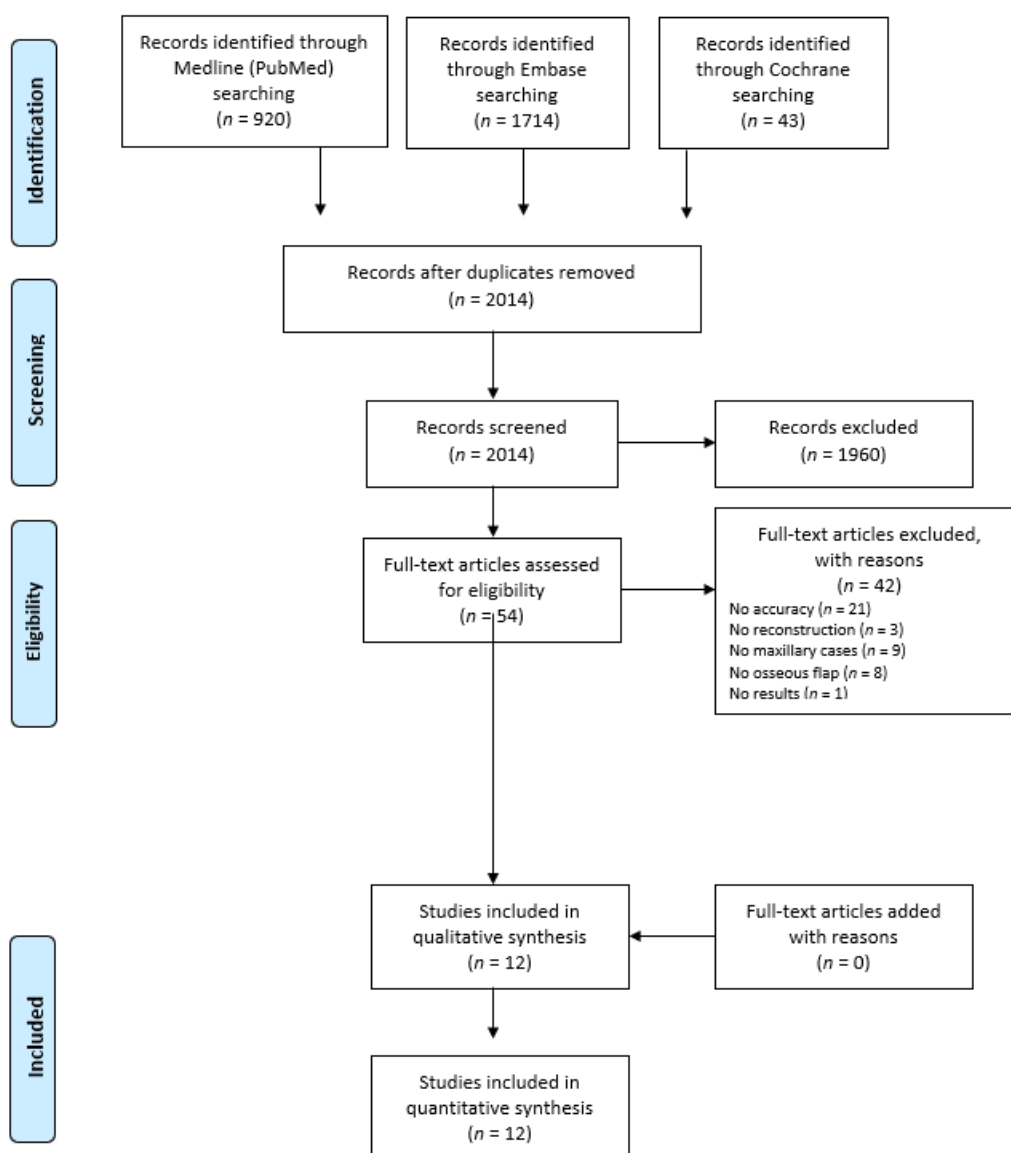 Identification
Records identified through
Medline (PubMed)
searching
(n = 920)
Records identified
through Embase
searching
(n = 1714)
Records identified
through Cochrane
searching
(n = 43)
Screening
Records after duplicates removed
(n = 2014)
Records screened
(n = 2014)
Records excluded
(n = 1960)
Eligibility
Full-text articles assessed
for eligibility
(n = 54)
Full-text articles excluded,
with reasons
(n = 42)
No accuracy (n = 21)
No reconstruction (n = 3)
No maxillary cases (n = 9)
No osseous flap (n = 8)
No results (n = 1)
Included
Studies included in
qualitative synthesis
(n = 12)
Full-text articles added
with reasons
(n = 0)
Studies included in
quantitative synthesis
(n = 12)